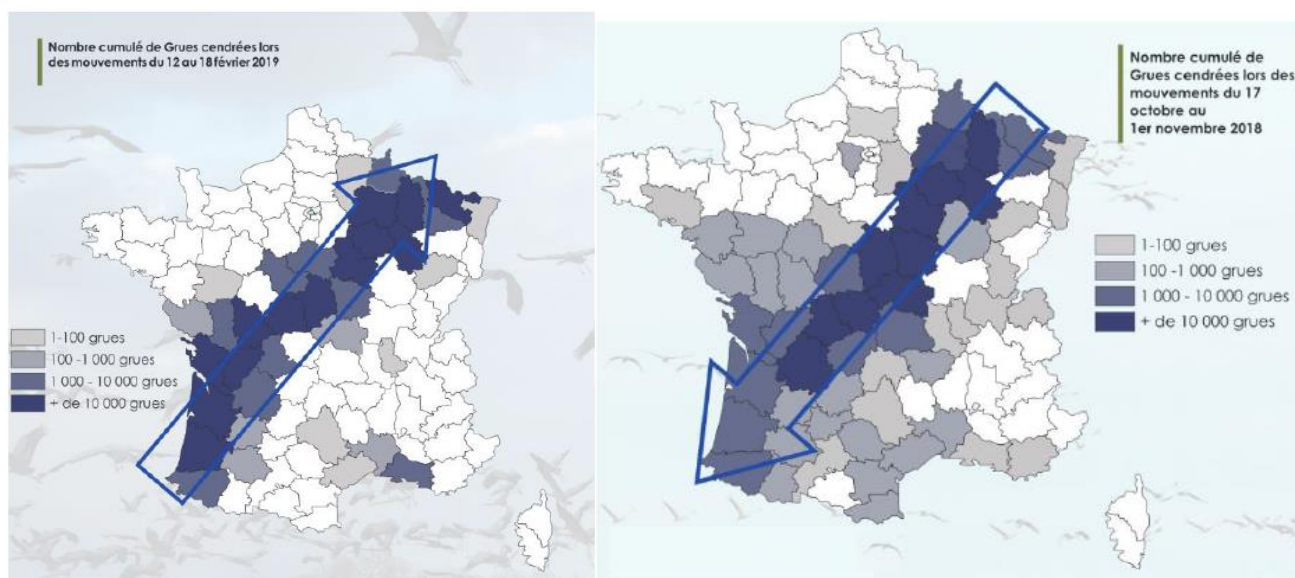 Nombre cumulé de Grues cendrées lors
des mouvements du 12 au 18 février 2019
1-100 grues
100 -1 000 grues
1 000 - 10 000 grues
+ de 10 000 grues
Nombre cumulé de
Grues cendrées lors des
mouvements du 17
octobre au
1er novembre 2018
1-100 grues
100 -1 000 grues
1 000 - 10 000 grues
+ de 10 000 grues